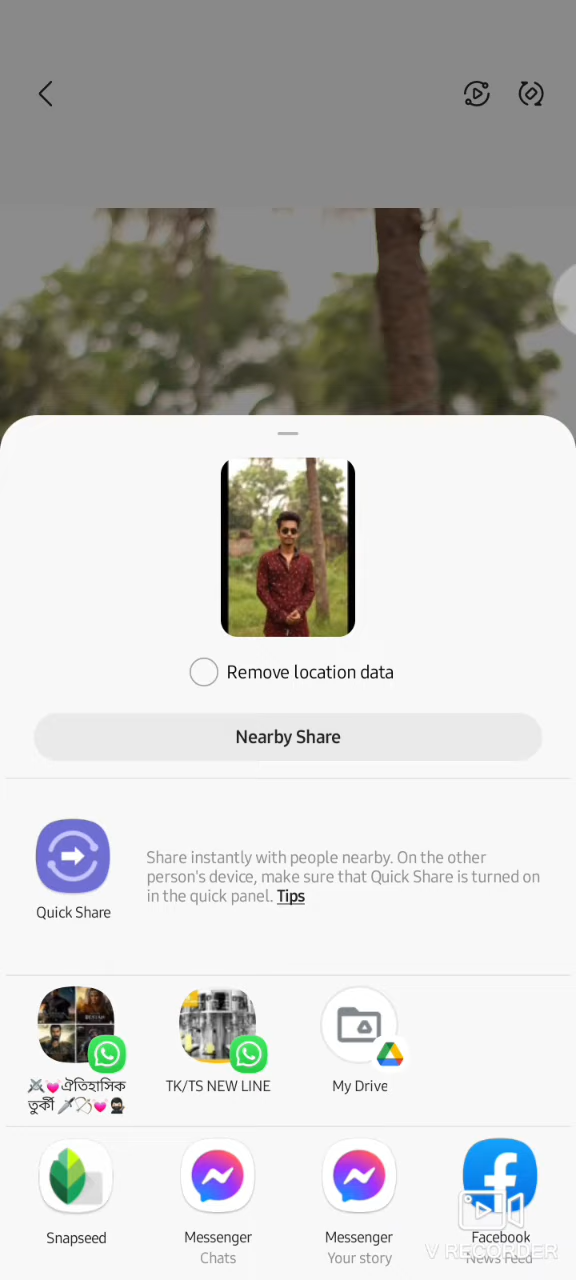 Remove location data
Nearby Share
Share instantly with people nearby. On the other
person's device, make sure that Quick Share is turned on
in the quick panel. Tips
Quick Share
⚔️💓ঐতিহাসিক
তুর্কী 🗡️🏹💓🥷
TK/TS NEW LINE
My Drive
Snapseed
Messenger
Chats
Messenger
Your story
Facebook
News Feed
V RECORDER